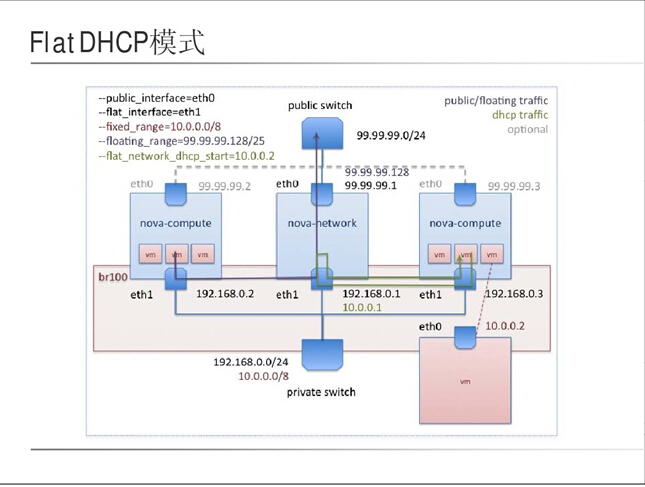 Flat DHCP模式
--public_interface=eth0
--flat_interface=eth1
--fixed_range=10.0.0.0/8
--floating_range=99.99.99.128/25
--flat_network_dhcp_start=10.0.0.2
public switch
99.99.99.0/24
public/floating traffic
dhcp traffic
optional
99.99.99.128
eth0 99.99.99.2
eth0 99.99.99.1
eth0 99.99.99.3
nova-compute
nova-network
nova-compute
vm vm vm
vm vm vm
br100
eth1 192.168.0.2
eth1 192.168.0.1
10.0.0.1
eth1 192.168.0.3
eth0 10.0.0.2
192.168.0.0/24
10.0.0.0/8
private switch
vm